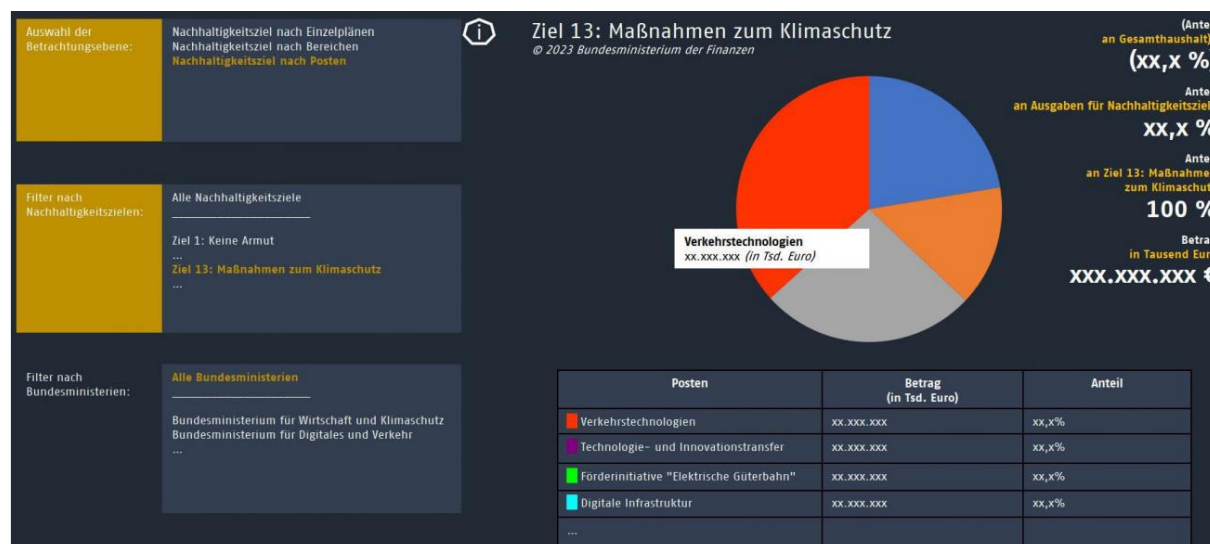 Auswahl der
Betrachtungsebene:
Nachhaltigkeitsziel nach Einzelplänen
Nachhaltigkeitsziel nach Bereichen
Nachhaltigkeitsziel nach Posten
Filter nach
Nachhaltigkeitszielen:
Alle Nachhaltigkeitsziele
Ziel 1: Keine Armut
...
Ziel 13: Maßnahmen zum Klimaschutz
...
Filter nach
Bundesministerien:
Alle Bundesministerien
Bundesministerium für Wirtschaft und Klimaschutz
Bundesministerium für Digitales und Verkehr
...
i
Ziel 13: Maßnahmen zum Klimaschutz
© 2023 Bundesministerium der Finanzen
Verkehrstechnologien
xx.xxx.xxx (in Tsd. Euro)
(Ante
an Gesamthaushalt)
(xx,x %)
Ante
an Ausgaben für Nachhaltigkeitsziel
xx,x %
Ante
an Ziel 13: Maßnahme
zum Klimaschut
100 %
Betra
in Tausend Eur
xxx.xxx.xxx €
Posten Betrag Anteil
(in Tsd. Euro)
Verkehrstechnologien xx.xxx.xxx xx,x%
Technologie- und Innovationstransfer xx.xxx.xxx xx,x%
Förderinitiative "Elektrische Güterbahn" xx.xxx.xxx xx,x%
Digitale Infrastruktur xx.xxx.xxx xx,x%
...